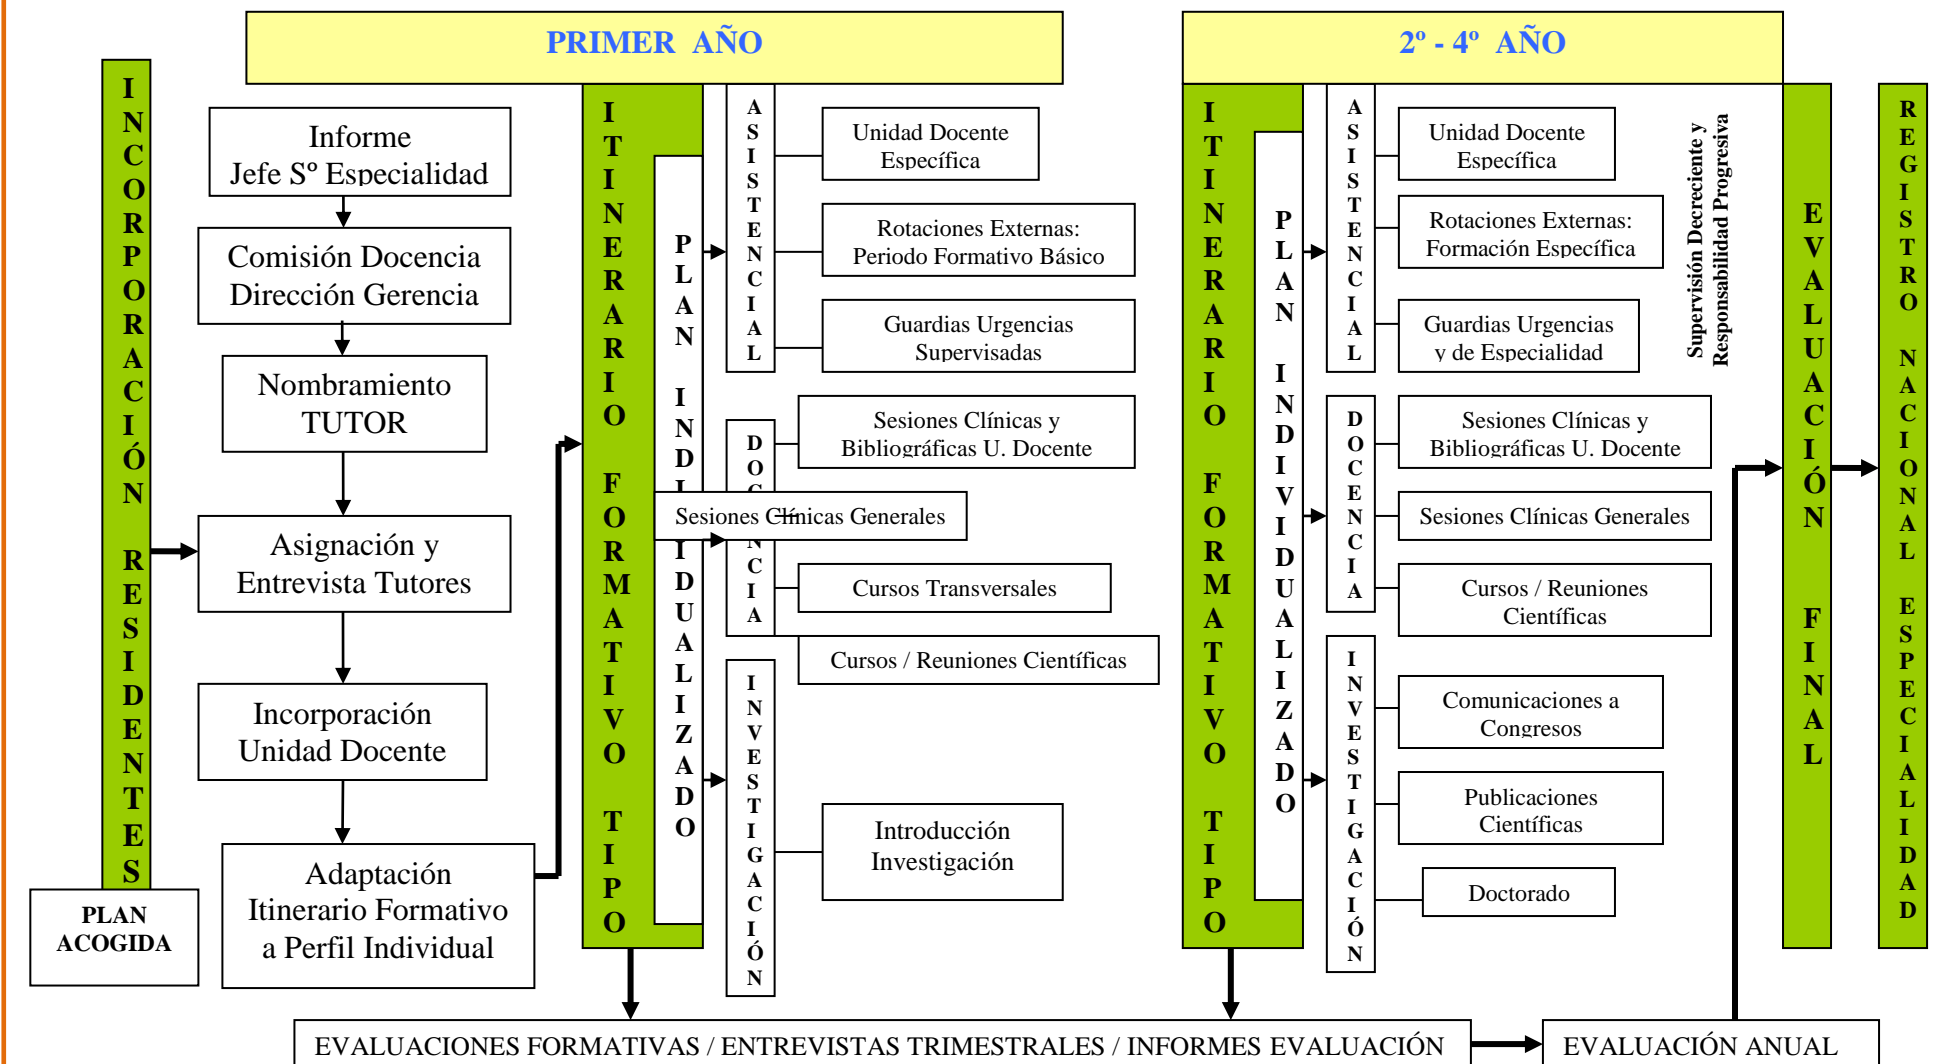 PRIMER AÑO
2º - 4º AÑO
INCORPORACIÓN RESIDENTES
PLAN
ACOGIDA
Informe
Jefe Sº Especialidad
Comisión Docencia
Dirección Gerencia
Nombramiento
TUTOR
Asignación y
Entrevista Tutores
Incorporación
Unidad Docente
Adaptación
Itinerario Formativo
a Perfil Individual
ITINERARIO FORMATIVO TIPO
PLAN INDIVIDUALIZADO
ASISTENCIAL
Unidad Docente
Específica
Rotaciones Externas:
Periodo Formativo Básico
Guardias Urgencias
Supervisadas
DOCENCIA
Sesiones Clínicas y
Bibliográficas U. Docente
Sesiones Clínicas Generales
Cursos Transversales
Cursos / Reuniones Científicas
INVESTIGACIÓN
Introducción
Investigación
ITINERARIO FORMATIVO TIPO
PLAN INDIVIDUALIZADO
ASISTENCIAL
Unidad Docente
Específica
Rotaciones Externas:
Formación Específica
Guardias Urgencias
y de Especialidad
Supervisión Decreciente y
Responsabilidad Progresiva
DOCENCIA
Sesiones Clínicas y
Bibliográficas U. Docente
Sesiones Clínicas Generales
Cursos / Reuniones
Científicas
INVESTIGACIÓN
Comunicaciones a
Congresos
Publicaciones
Científicas
Doctorado
EVALUACIÓN FINAL
REGISTRO NACIONAL ESPECIALIDAD
EVALUACIONES FORMATIVAS / ENTREVISTAS TRIMESTRALES / INFORMES EVALUACIÓN
EVALUACIÓN ANUAL